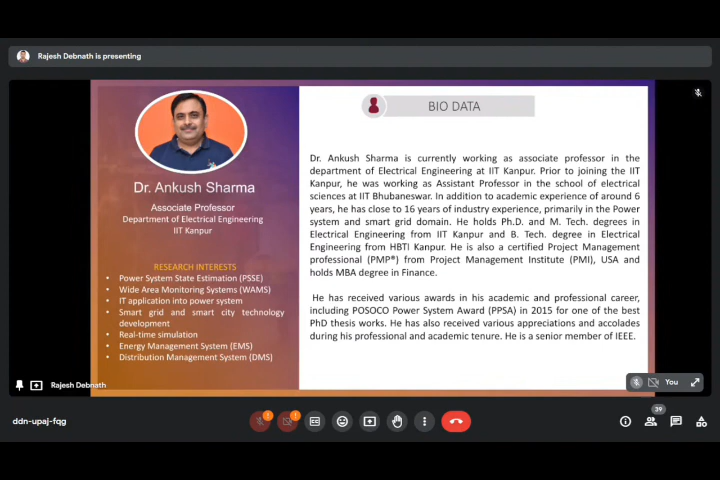 Rajesh Debnath is presenting
Dr. Ankush Sharma
Associate Professor
Department of Electrical Engineering
IIT Kanpur
RESEARCH INTERESTS
• Power System State Estimation (PSSE)
• Wide Area Monitoring Systems (WAMS)
• IT application into power system
• Smart grid and smart city technology
development
• Real-time simulation
• Energy Management System (EMS)
• Distribution Management System (DMS)
BIO DATA
Dr. Ankush Sharma is currently working as associate professor in the
department of Electrical Engineering at IIT Kanpur. Prior to joining the IIT
Kanpur, he was working as Assistant Professor in the school of electrical
sciences at IIT Bhubaneswar. In addition to academic experience of around 6
years, he has close to 16 years of industry experience, primarily in the Power
system and smart grid domain. He holds Ph.D. and M. Tech. degrees in
Electrical Engineering from IIT Kanpur and B. Tech. degree in Electrical
Engineering from HBTI Kanpur. He is also a certified Project Management
professional (PMP®) from Project Management Institute (PMI), USA and
holds MBA degree in Finance.
He has received various awards in his academic and professional career,
including POSOCO Power System Award (PPSA) in 2015 for one of the best
PhD thesis works. He has also received various appreciations and accolades
during his professional and academic tenure. He is a senior member of IEEE.
Rajesh Debnath
You
ddn-upaj-fqg
39